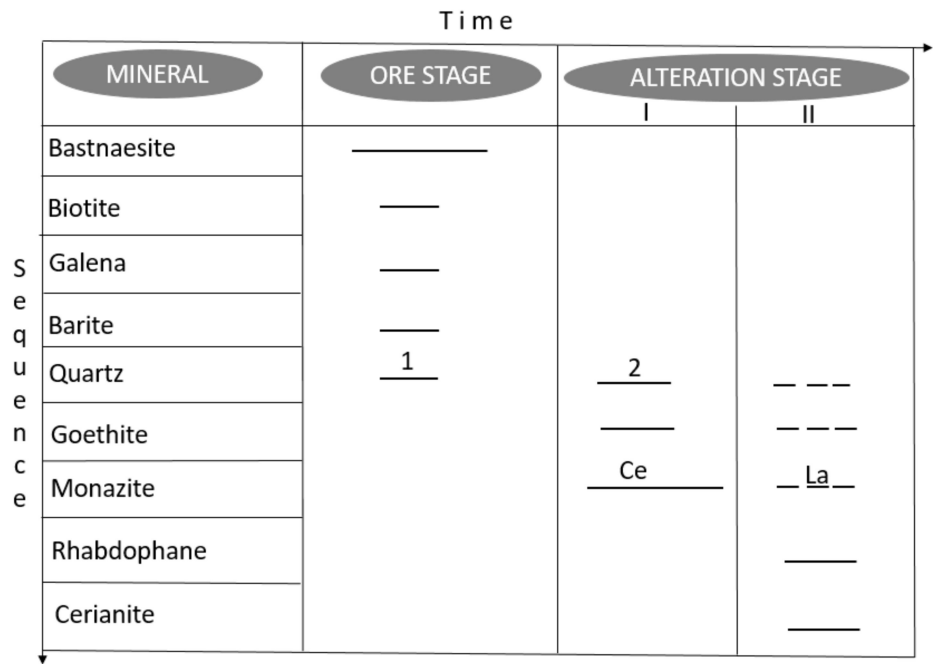 Time
MINERAL
ORE STAGE
ALTERATION STAGE
I
II
Sequence
Bastnaesite
Biotite
Galena
Barite
Quartz
1
2
Goethite
Monazite
Ce
La
Rhabdophane
Cerianite